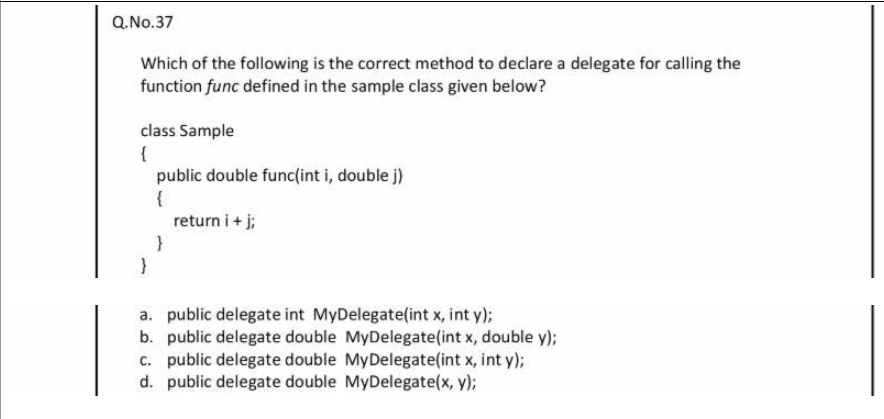 Q.No.37
Which of the following is the correct method to declare a delegate for calling the
function func defined in the sample class given below?
class Sample
{
public double func(int i, double j)
{
return i + j;
}
}
a. public delegate int MyDelegate(int x, int y);
b. public delegate double MyDelegate(int x, double y);
c. public delegate double MyDelegate(int x, int y);
d. public delegate double MyDelegate(x, y);